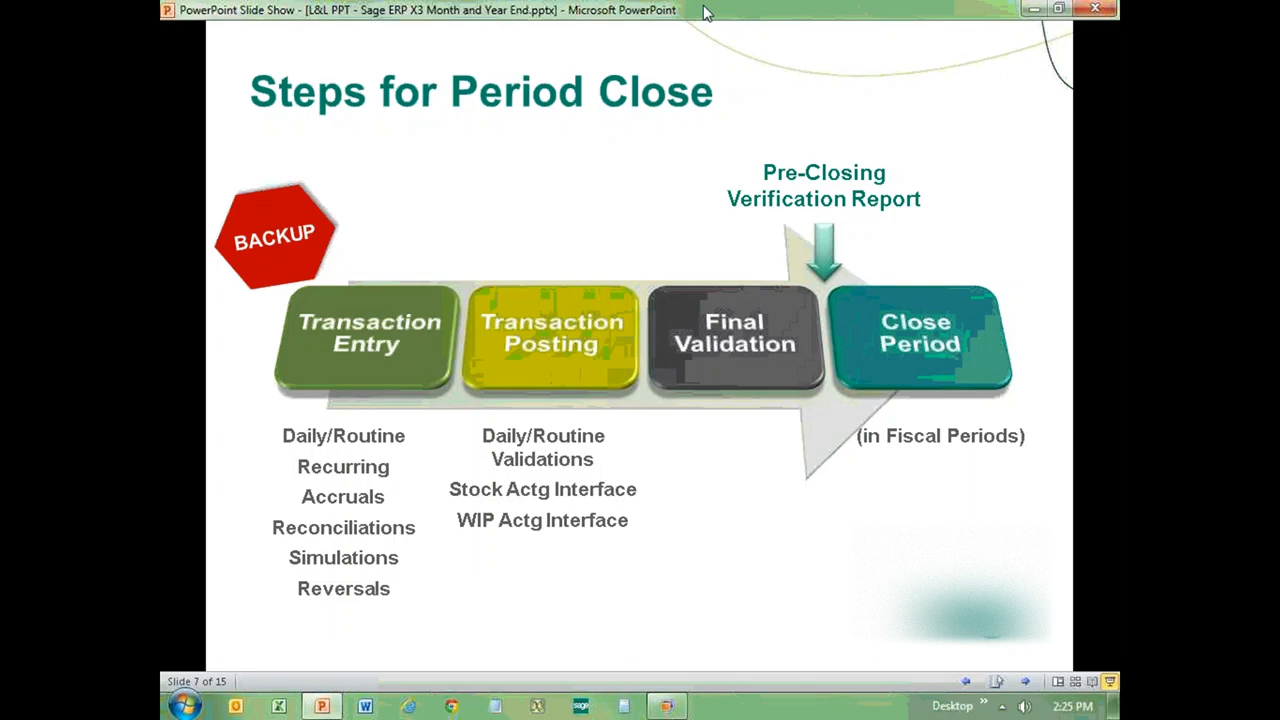 PowerPoint Slide Show - [L&L PPT - Sage ERP X3 Month and Year End.pptx] - Microsoft PowerPoint
Steps for Period Close
Pre-Closing
Verification Report
BACKUP
Transaction
Entry
Transaction
Posting
Final
Validation
Close
Period
Daily/Routine
Recurring
Accruals
Reconciliations
Simulations
Reversals
Daily/Routine
Validations
Stock Actg Interface
WIP Actg Interface
(in Fiscal Periods)
Slide 7 of 15
sage
Desktop
2:25 PM